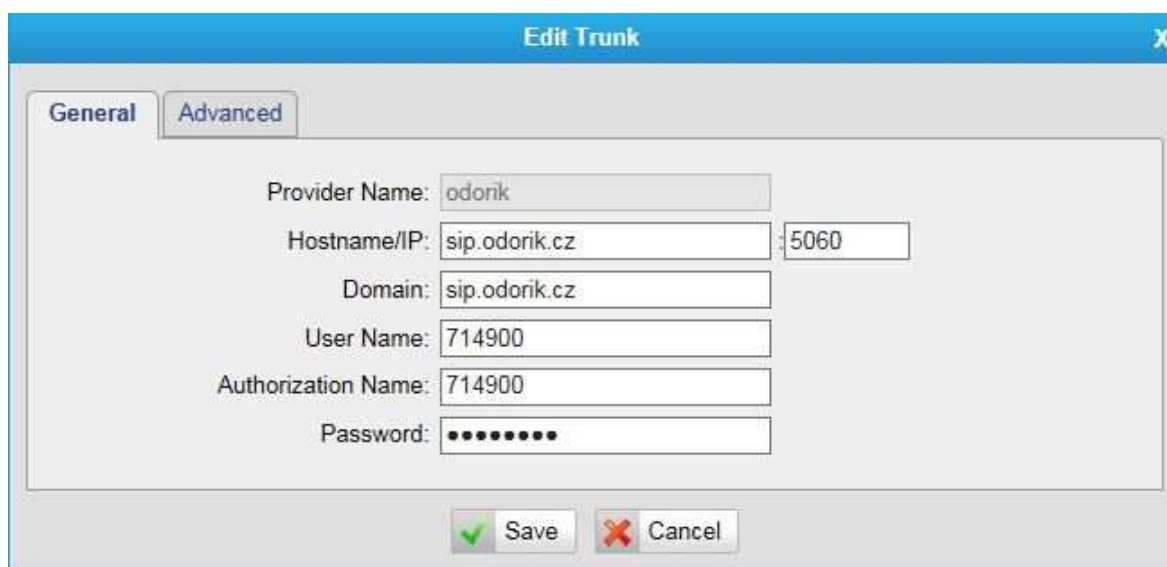 Edit Trunk X
General Advanced
Provider Name: odorik
Hostname/IP: sip.odorik.cz :5060
Domain: sip.odorik.cz
User Name: 714900
Authorization Name: 714900
Password: •••••••••
Save Cancel